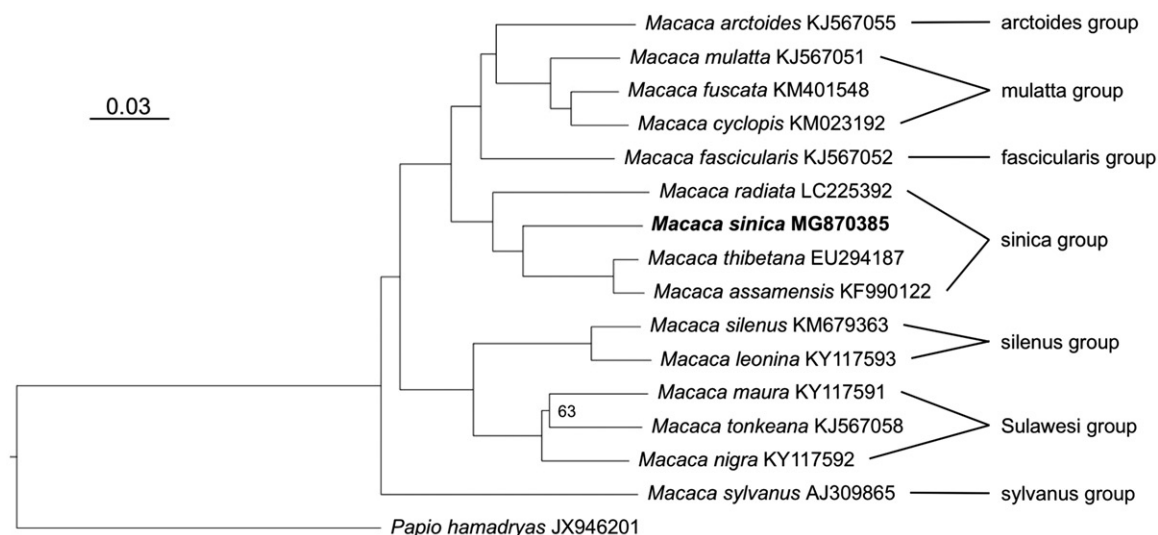 Macaca arctoides KJ567055 arctoides group
Macaca mulatta KJ567051
0.03
Macaca fuscata KM401548 mulatta group
Macaca cyclopis KM023192
Macaca fascicularis KJ567052 fascicularis group
Macaca radiata LC225392
Macaca sinica MG870385
sinica group
Macaca thibetana EU294187
Macaca assamensis KF990122
Macaca silenus KM679363
silenus group
Macaca leonina KY117593
Macaca maura KY117591
63
Macaca tonkeana KJ567058 Sulawesi group
Macaca nigra KY117592
Macaca sylvanus AJ309865 sylvanus group
Papio hamadryas JX946201